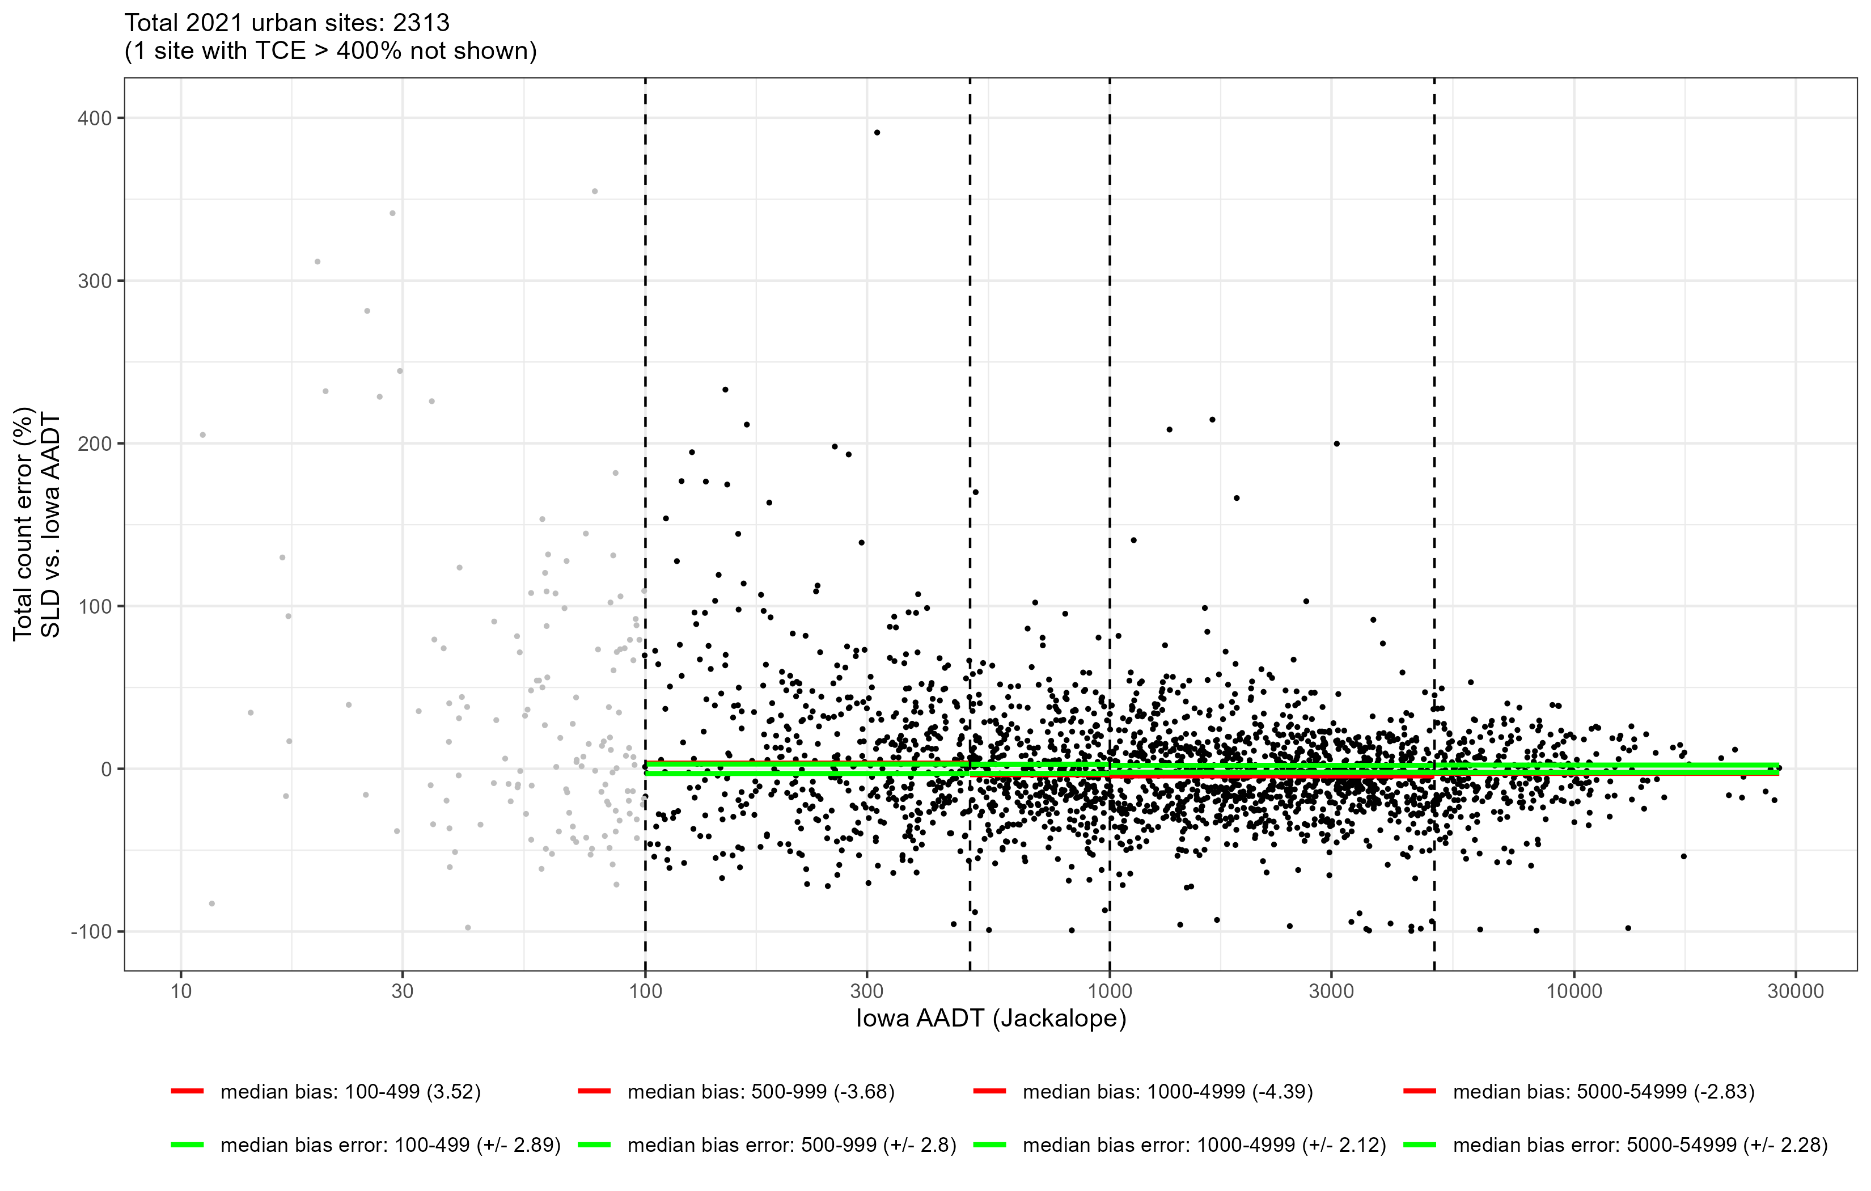 Total 2021 urban sites: 2313
(1 site with TCE > 400% not shown)
Total count error (%)
SLD vs. Iowa AADT
400
300
200
100
0
-100
10 30 100 300 1000 3000 10000 30000
Iowa AADT (Jackalope)
median bias: 100-499 (3.52) median bias: 500-999 (-3.68) median bias: 1000-4999 (-4.39) median bias: 5000-54999 (-2.83)
median bias error: 100-499 (+/- 2.89) median bias error: 500-999 (+/- 2.8) median bias error: 1000-4999 (+/- 2.12) median bias error: 5000-54999 (+/- 2.28)